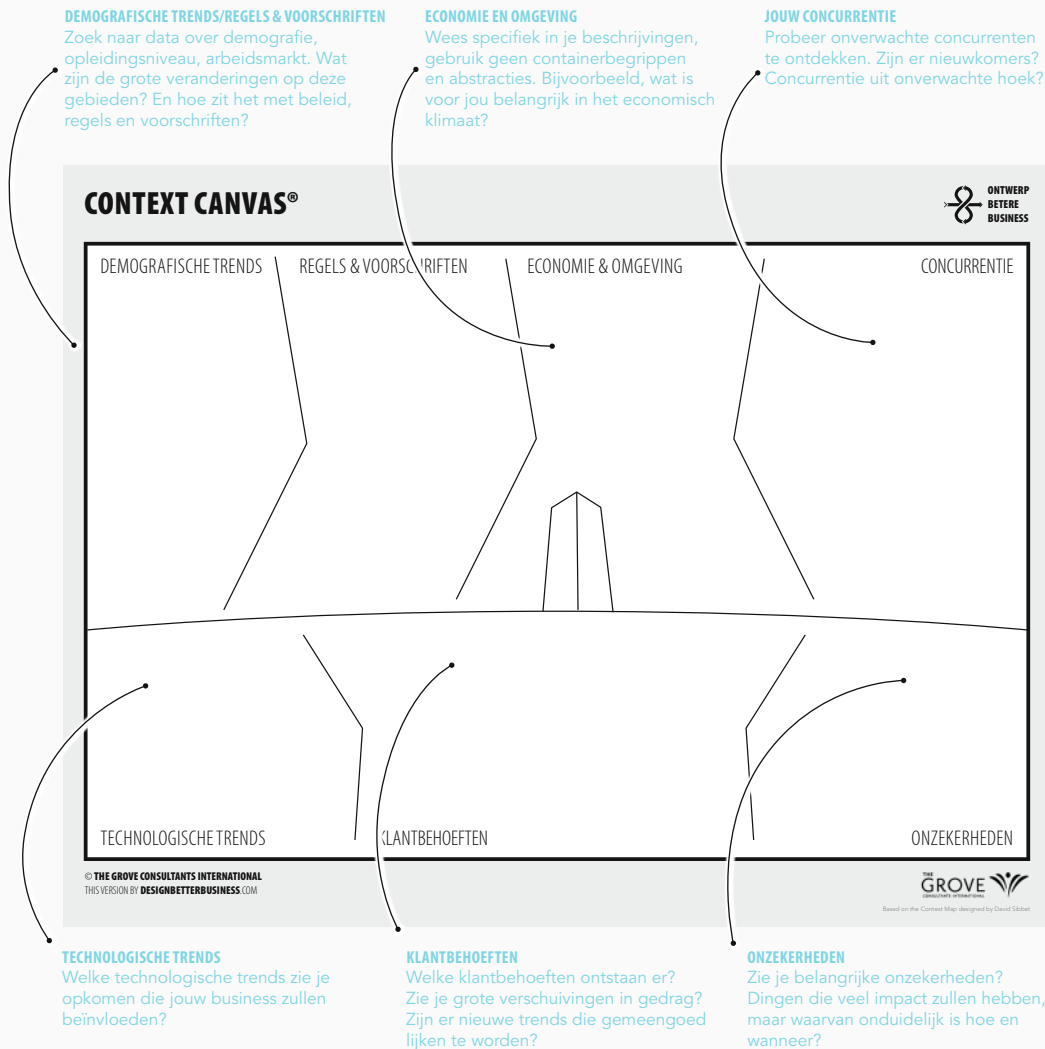 DEMOGRAFISCHE TRENDS/REGELS & VOORSCHRIFTEN
Zoek naar data over demografie,
opleidingsniveau, arbeidsmarkt. Wat
zijn de grote veranderingen op deze
gebieden? En hoe zit het met beleid,
regels en voorschriften?
ECONOMIE EN OMGEVING
Wees specifiek in je beschrijvingen,
gebruik geen containerbegrippen
en abstracties. Bijvoorbeeld, wat is
voor jou belangrijk in het economisch
klimaat?
JOUW CONCURRENTIE
Probeer onverwachte concurrenten
te ontdekken. Zijn er nieuwkomers?
Concurrentie uit onverwachte hoek?
CONTEXT CANVAS®
ONTWERP
BETERE
BUSINESS
DEMOGRAFISCHE TRENDS
REGELS & VOORSCHRIFTEN
ECONOMIE & OMGEVING
CONCURRENTIE
TECHNOLOGISCHE TRENDS
KLANTBEHOEFTEN
ONZEKERHEDEN
© THE GROVE CONSULTANTS INTERNATIONAL
THIS VERSION BY DESIGNBETTERBUSINESS.COM
THE
GROVE
CONSULTANTS INTERNATIONAL
Based on the Context Map designed by David Sibbet
TECHNOLOGISCHE TRENDS
Welke technologische trends zie je
opkomen die jouw business zullen
beïnvloeden?
KLANTBEHOEFTEN
Welke klantbehoeften ontstaan er?
Zie je grote verschuivingen in gedrag?
Zijn er nieuwe trends die gemeengoed
lijken te worden?
ONZEKERHEDEN
Zie je belangrijke onzekerheden?
Dingen die veel impact zullen hebben,
maar waarvan onduidelijk is hoe en
wanneer?